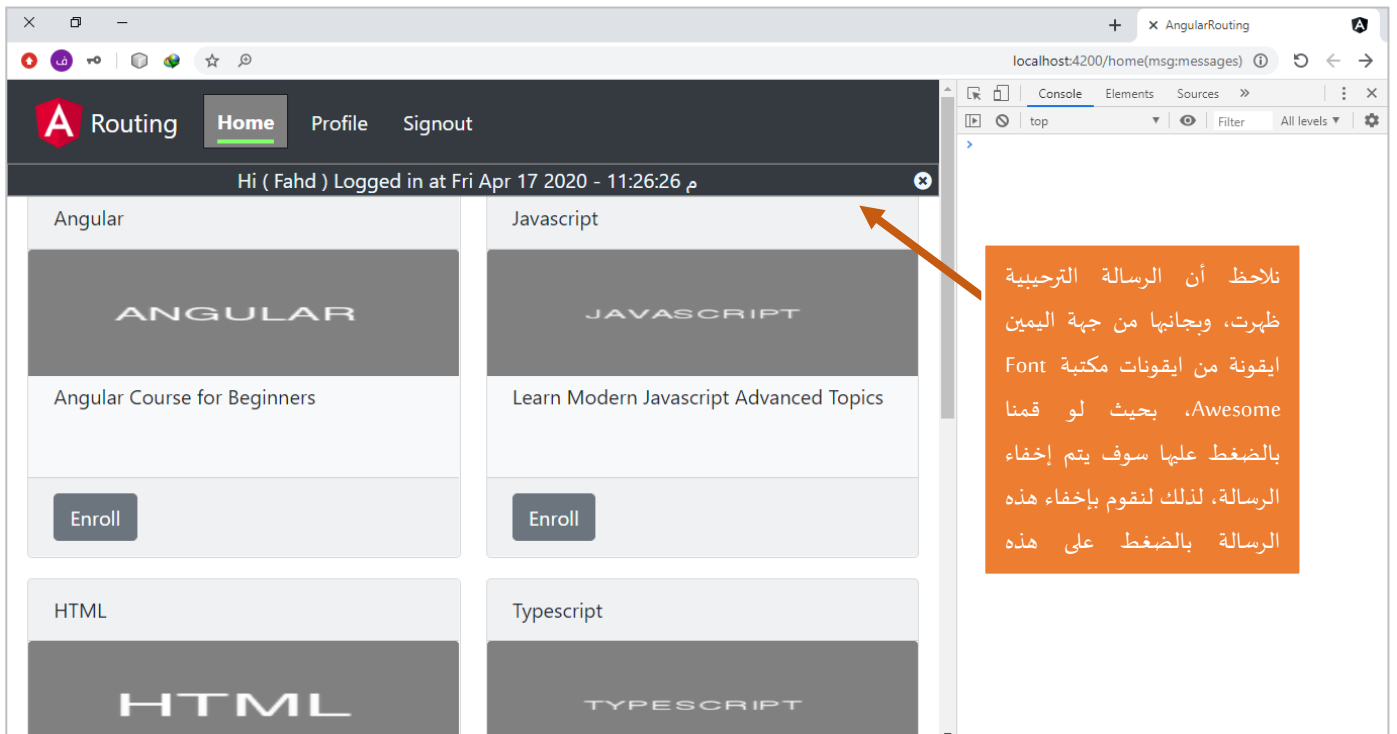 AngularRouting
localhost:4200/home(msg:messages)
ف
Routing Home Profile Signout
Hi ( Fahd ) Logged in at Fri Apr 17 2020 - 11:26:26 م
Angular
ANGULAR
Angular Course for Beginners
Enroll
Javascript
JAVASCRIPT
Learn Modern Javascript Advanced Topics
Enroll
HTML
HTML
Typescript
TYPESCRIPT
Console Elements Sources »
top Filter All levels
نلاحظ أن الرسالة الترحيبية
ظهرت، وبجانبها من جهة اليمين
ايقونة من ايقونات مكتبة Font
Awesome، بحيث لو قمنا
بالضغط عليها سوف يتم إخفاء
الرسالة، لذلك لنقوم بإخفاء هذه
الرسالة بالضغط على هذه